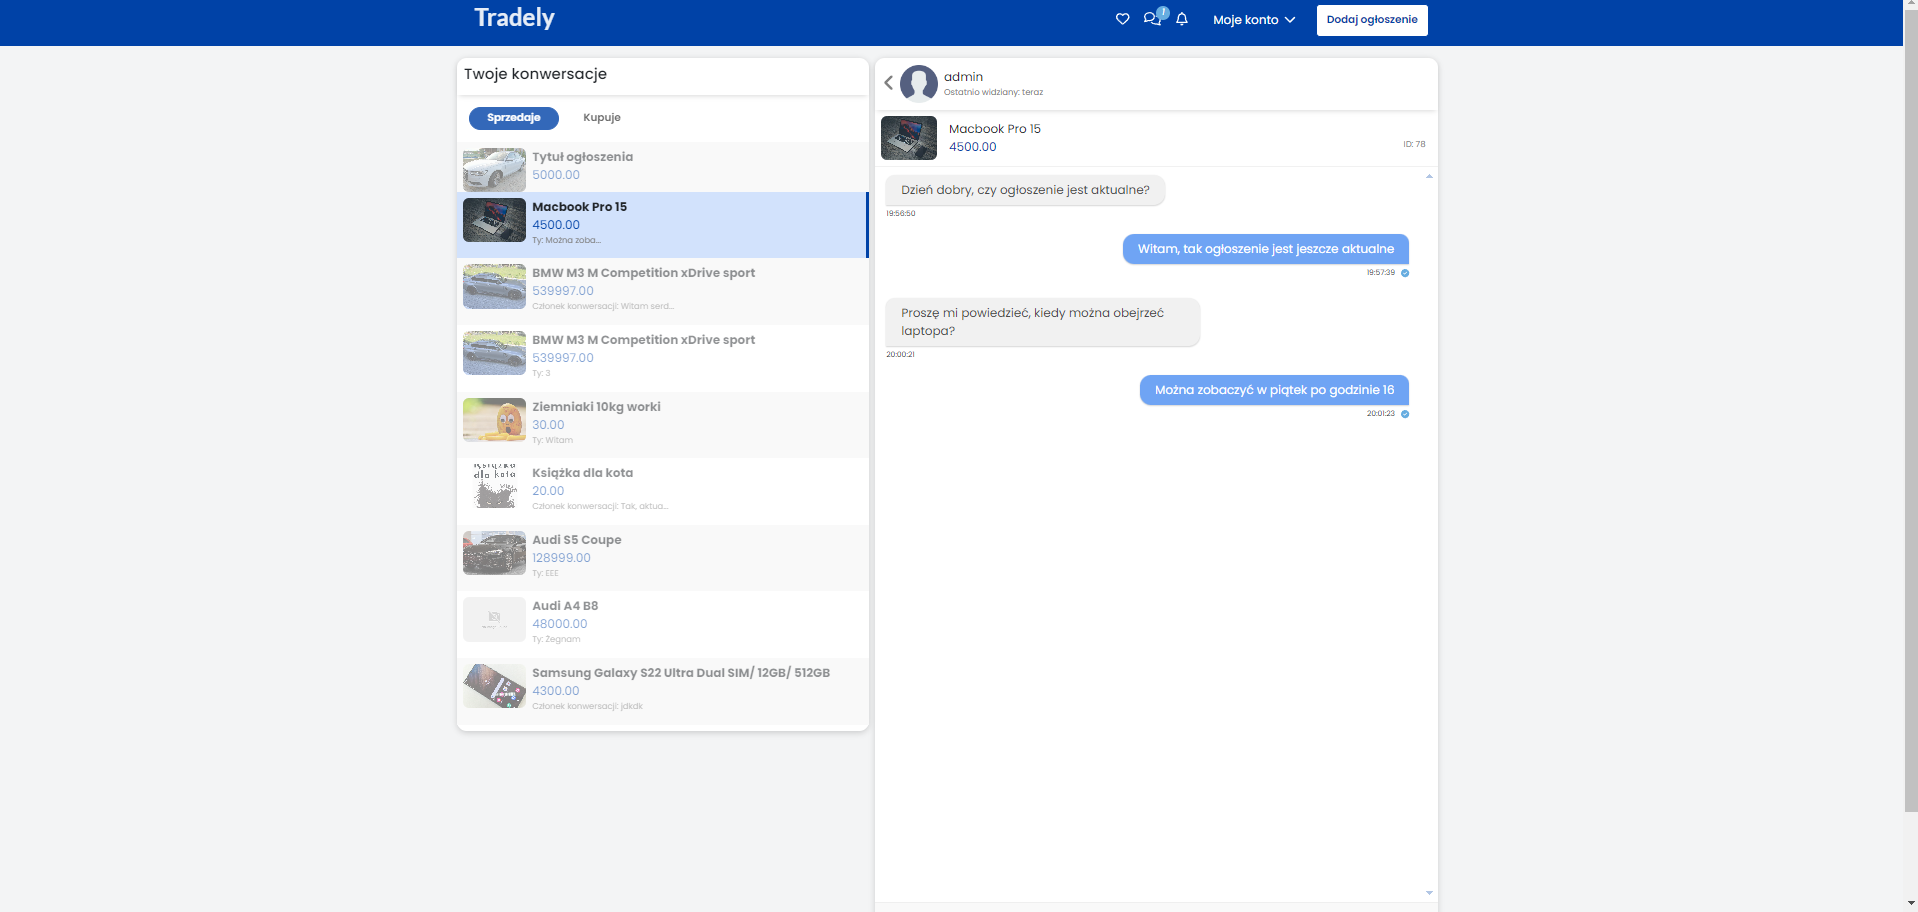 Tradely
1
Moje konto
Dodaj ogłoszenie
Twoje konwersacje
Sprzedaje
Kupuje
Tytuł ogłoszenia
5000.00
Macbook Pro 15
4500.00
Ty: Można zoba...
BMW M3 M Competition xDrive sport
539997.00
Członek konwersacji: Witam serd...
BMW M3 M Competition xDrive sport
539997.00
Ty: 3
Ziemniaki 10kg worki
30.00
Ty: Witam
Książka
dla kota
Książka dla kota
20.00
Członek konwersacji: Tak, aktua...
Audi S5 Coupe
128999.00
Ty: EEE
Audi A4 B8
48000.00
Ty: Żegnam
Samsung Galaxy S22 Ultra Dual SIM/ 12GB/ 512GB
4300.00
Członek konwersacji: jdkdk
admin
Ostatnio widziany: teraz
Macbook Pro 15
4500.00
ID: 78
Dzień dobry, czy ogłoszenie jest aktualne?
19:56:50
Witam, tak ogłoszenie jest jeszcze aktualne
19:57:39
Proszę mi powiedzieć, kiedy można obejrzeć
laptopa?
20:00:21
Można zobaczyć w piątek po godzinie 16
20:01:23